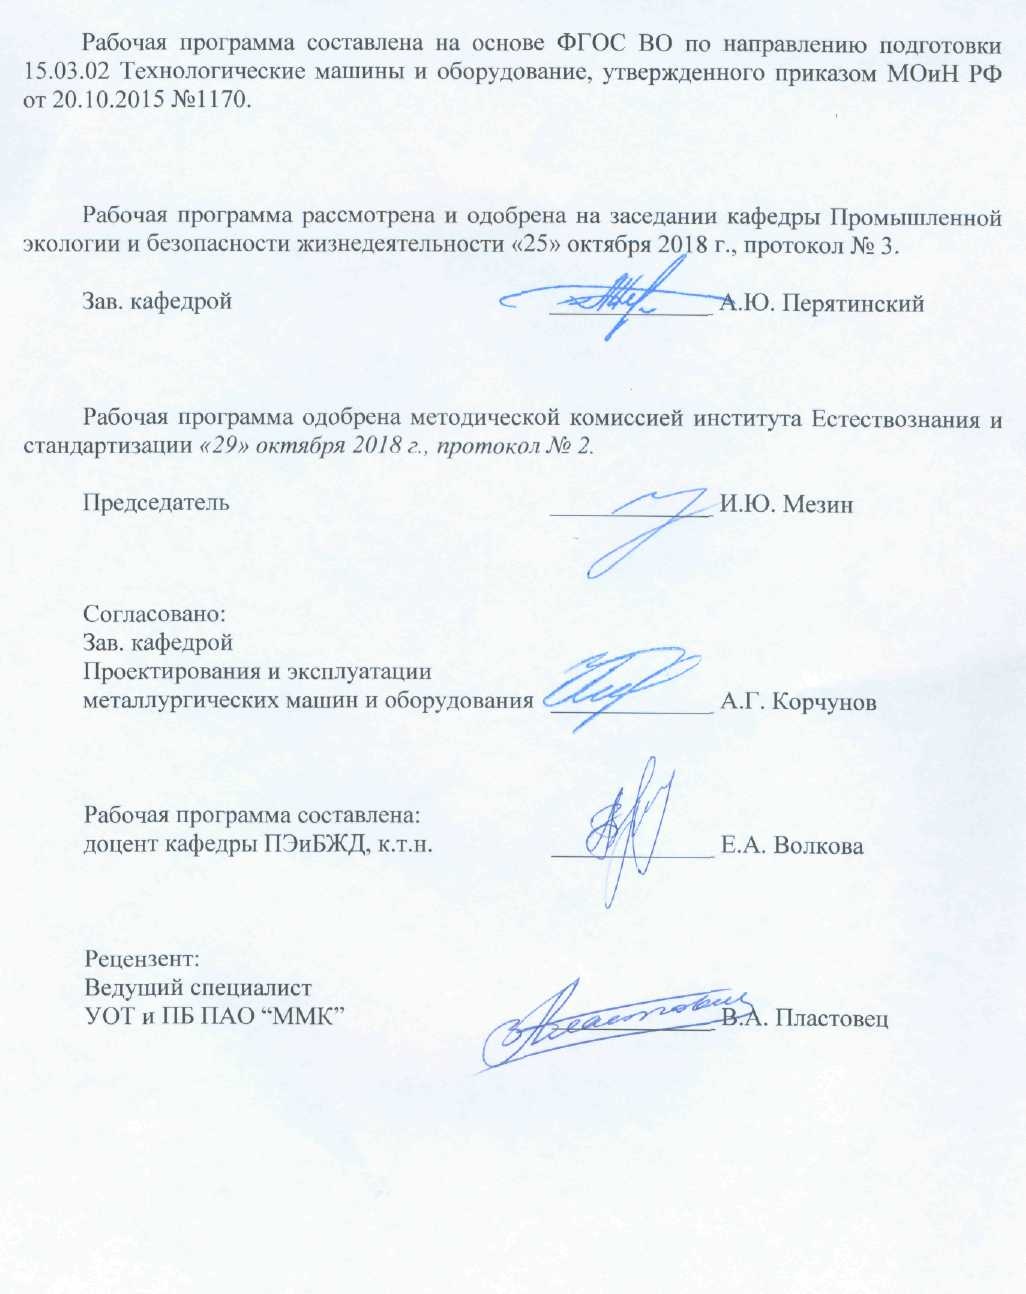 Рабочая программа составлена на основе ФГОС ВО по направлению подготовки
15.03.02 Технологические машины и оборудование, утвержденного приказом МОиН РФ
от 20.10.2015 №1170.
Рабочая программа рассмотрена и одобрена на заседании кафедры Промышленной
экологии и безопасности жизнедеятельности «25» октября 2018 г., протокол № 3.
Зав. кафедрой А.Ю. Перятинский
Рабочая программа одобрена методической комиссией института Естествознания и
стандартизации «29» октября 2018 г., протокол № 2.
Председатель И.Ю. Мезин
Согласовано:
Зав. кафедрой
Проектирования и эксплуатации
металлургических машин и оборудования А.Г. Корчунов
Рабочая программа составлена:
доцент кафедры ПЭиБЖД, к.т.н. Е.А. Волкова
Рецензент:
Ведущий специалист
УОТ и ПБ ПАО “ММК” В.А. Пластовец